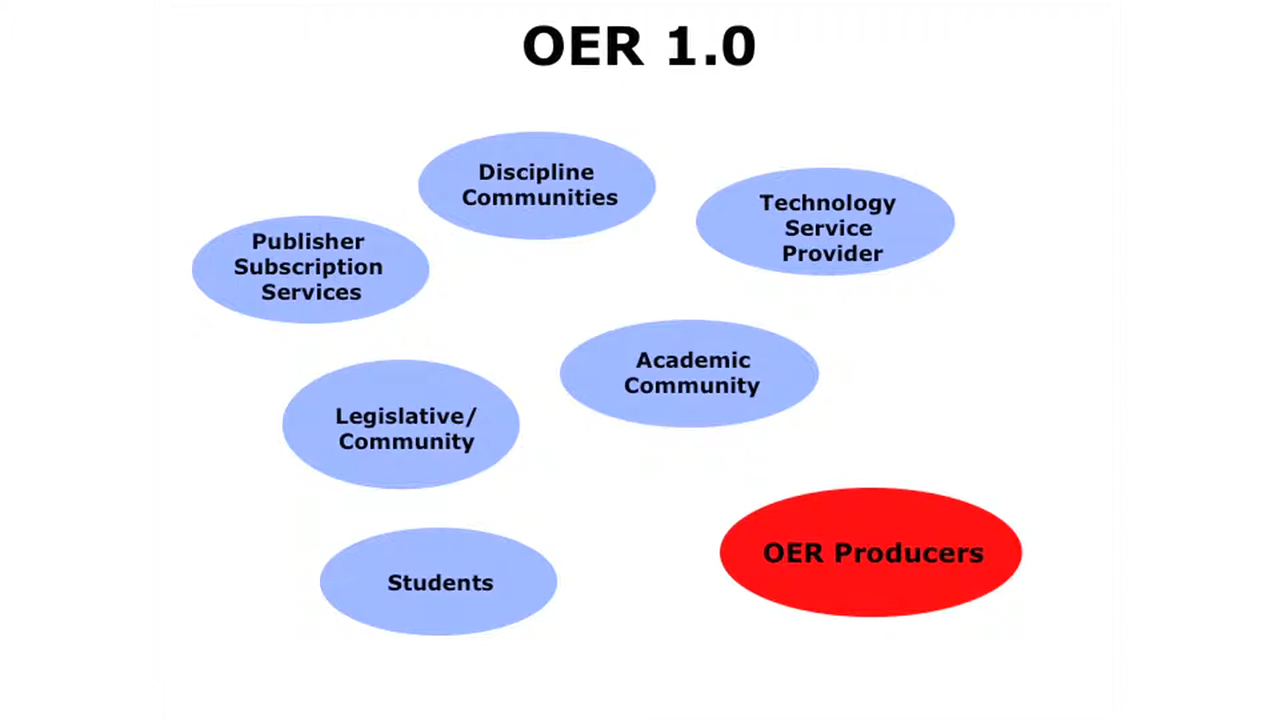 OER 1.0
Discipline
Communities
Technology
Service
Provider
Publisher
Subscription
Services
Academic
Community
Legislative/
Community
OER Producers
Students